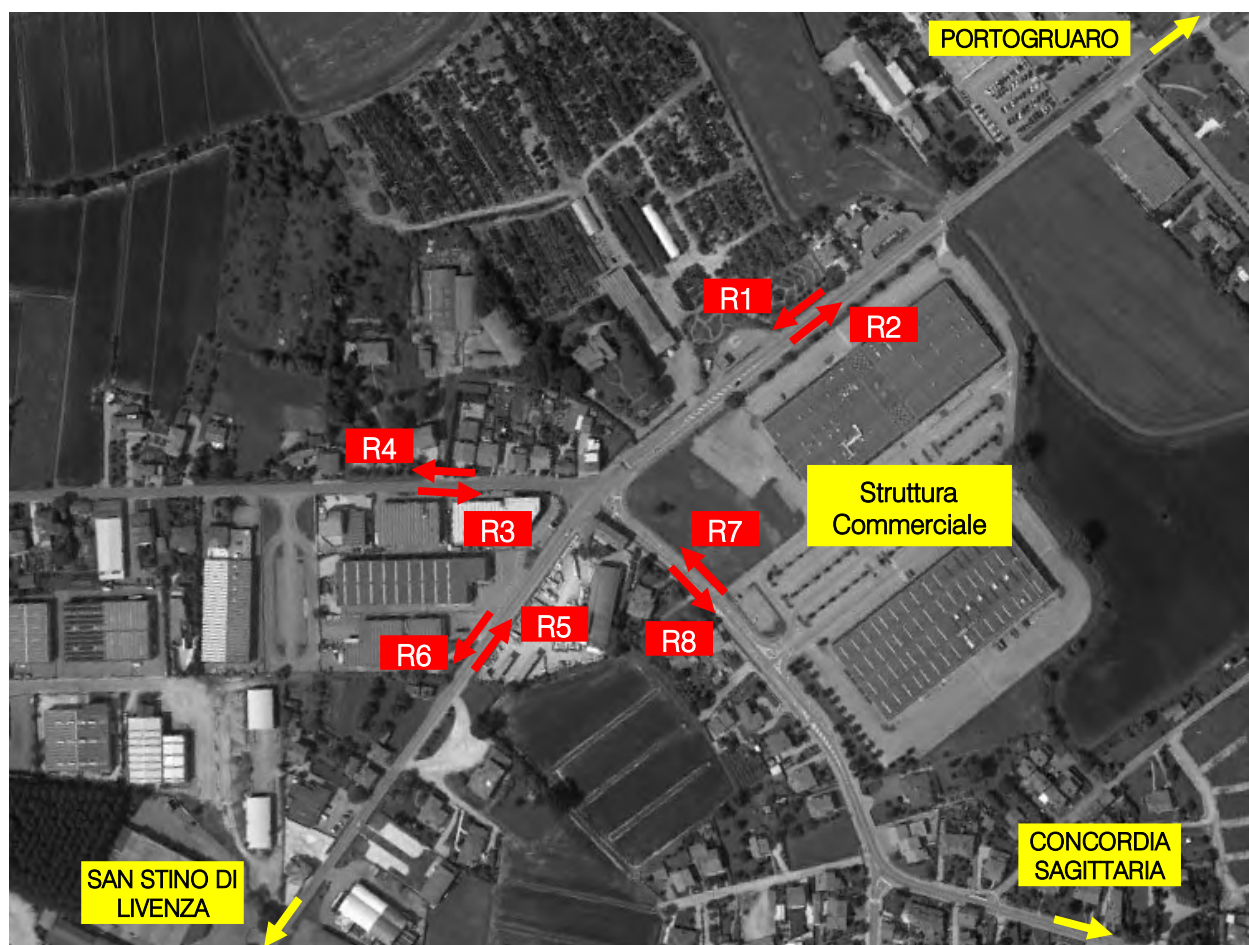 PORTOGRUARO
R1
R2
R4
R3
Struttura
Commerciale
R7
R5
R8
R6
CONCORDIA
SAGITTARIA
SAN STINO DI
LIVENZA